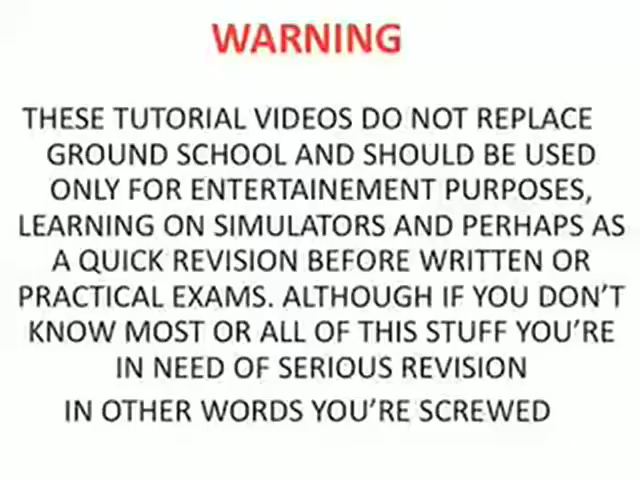 WARNING
THESE TUTORIAL VIDEOS DO NOT REPLACE
GROUND SCHOOL AND SHOULD BE USED
ONLY FOR ENTERTAINEMENT PURPOSES,
LEARNING ON SIMULATORS AND PERHAPS AS
A QUICK REVISION BEFORE WRITTEN OR
PRACTICAL EXAMS. ALTHOUGH IF YOU DON'T
KNOW MOST OR ALL OF THIS STUFF YOU'RE
IN NEED OF SERIOUS REVISION
IN OTHER WORDS YOU'RE SCREWED